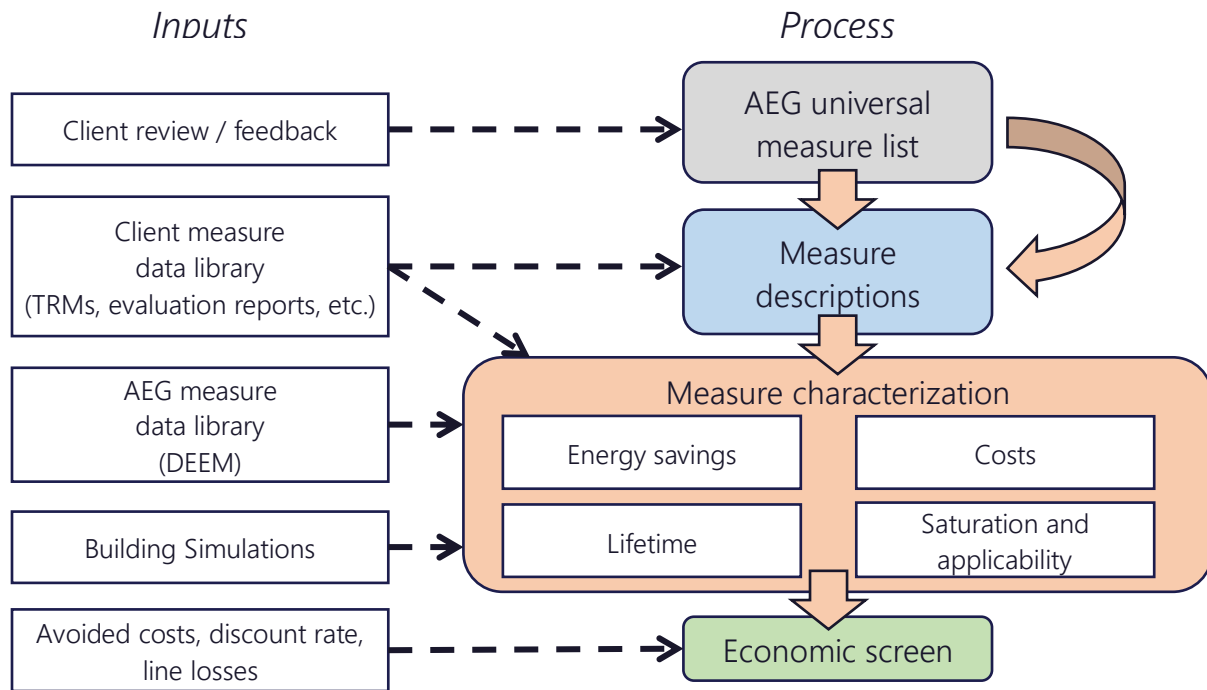 Inputs
Process
Client review / feedback
AEG universal
measure list
Client measure
data library
(TRMs, evaluation reports, etc.)
Measure
descriptions
AEG measure
data library
(DEEM)
Measure characterization
Energy savings
Costs
Building Simulations
Lifetime
Saturation and
applicability
Avoided costs, discount rate,
line losses
Economic screen